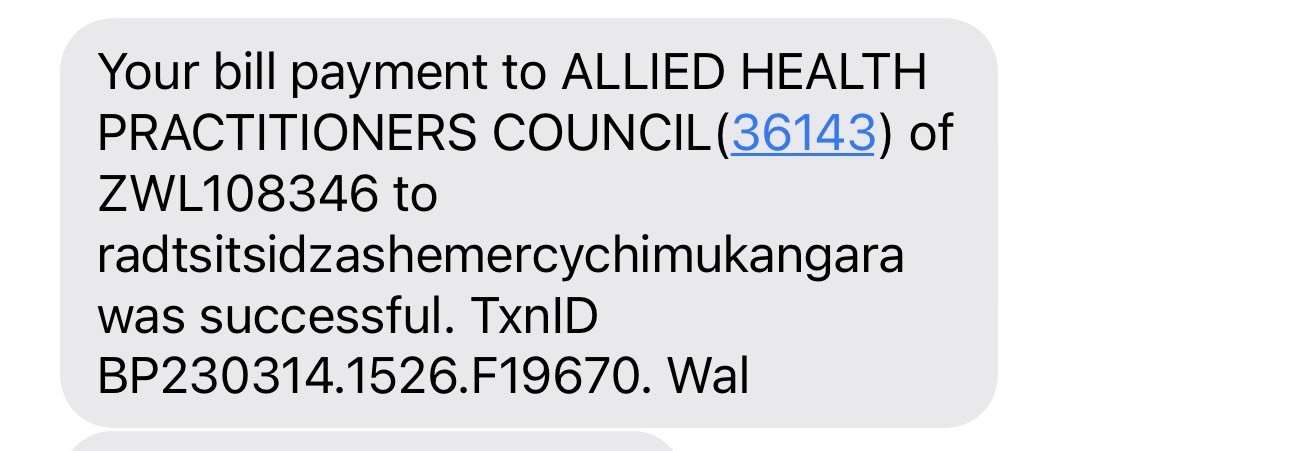 Your bill payment to ALLIED HEALTH
PRACTITIONERS COUNCIL(36143) of
ZWL108346 to
radtsitsidzashemercychimukangara
was successful. TxnID
BP230314.1526.F19670. Wal